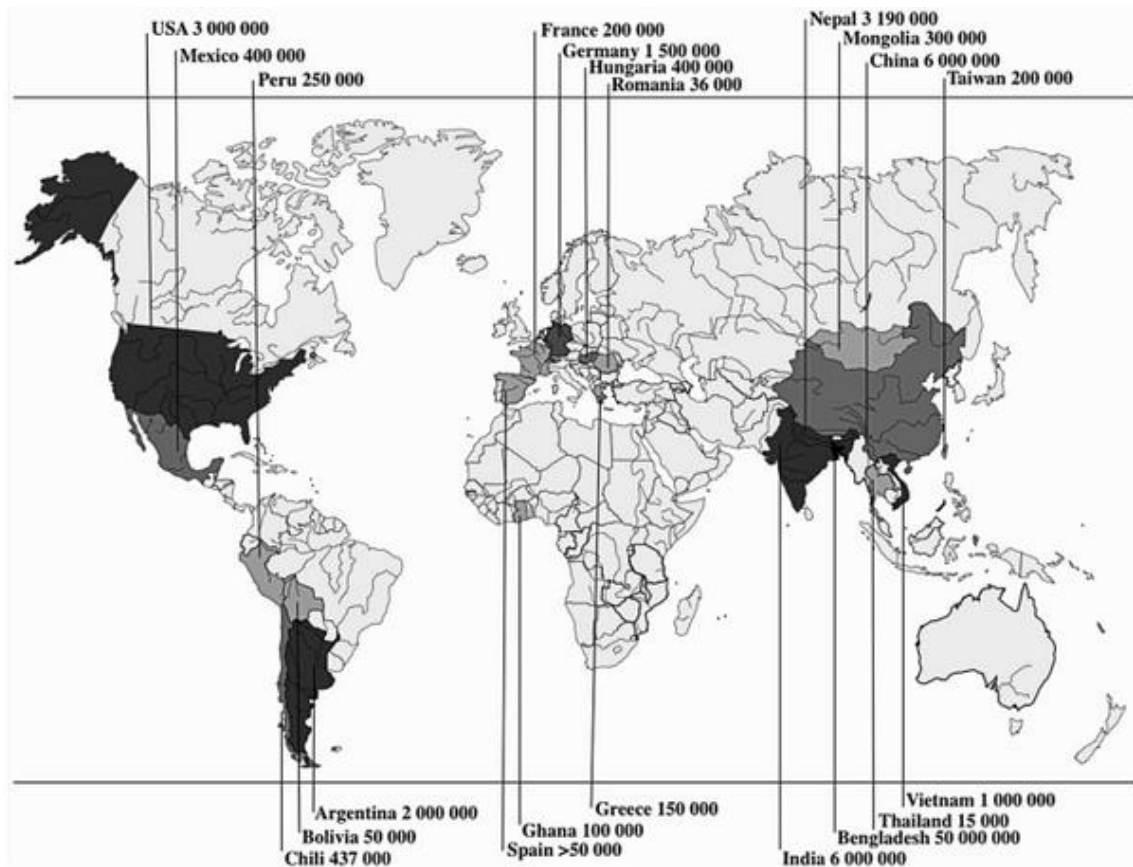 USA 3 000 000
Mexico 400 000
Peru 250 000
France 200 000
Germany 1 500 000
Hungaria 400 000
Romania 36 000
Nepal 3 190 000
Mongolia 300 000
China 6 000 000
Taiwan 200 000
Argentina 2 000 000
Bolivia 50 000
Chili 437 000
Greece 150 000
Ghana 100 000
Spain >50 000
Vietnam 1 000 000
Thailand 15 000
Bengladesh 50 000 000
India 6 000 000